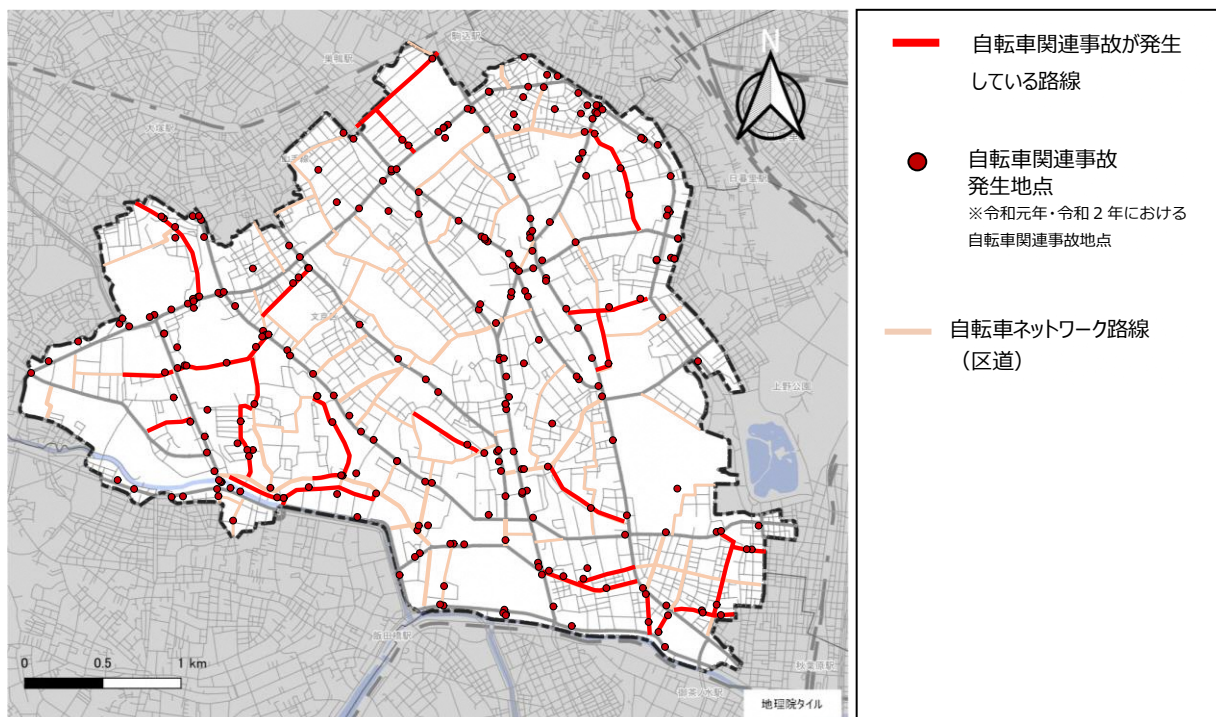 駒込駅
巣鴨駅
N
大塚駅
日暮里駅
文京区
上野公園
飯田橋駅
秋葉原駅
御茶ノ水駅
0 0.5 1 km
地理院タイル
自転車関連事故が発生
している路線
自転車関連事故
発生地点
※令和元年・令和２年における
自転車関連事故地点
自転車ネットワーク路線
（区道）